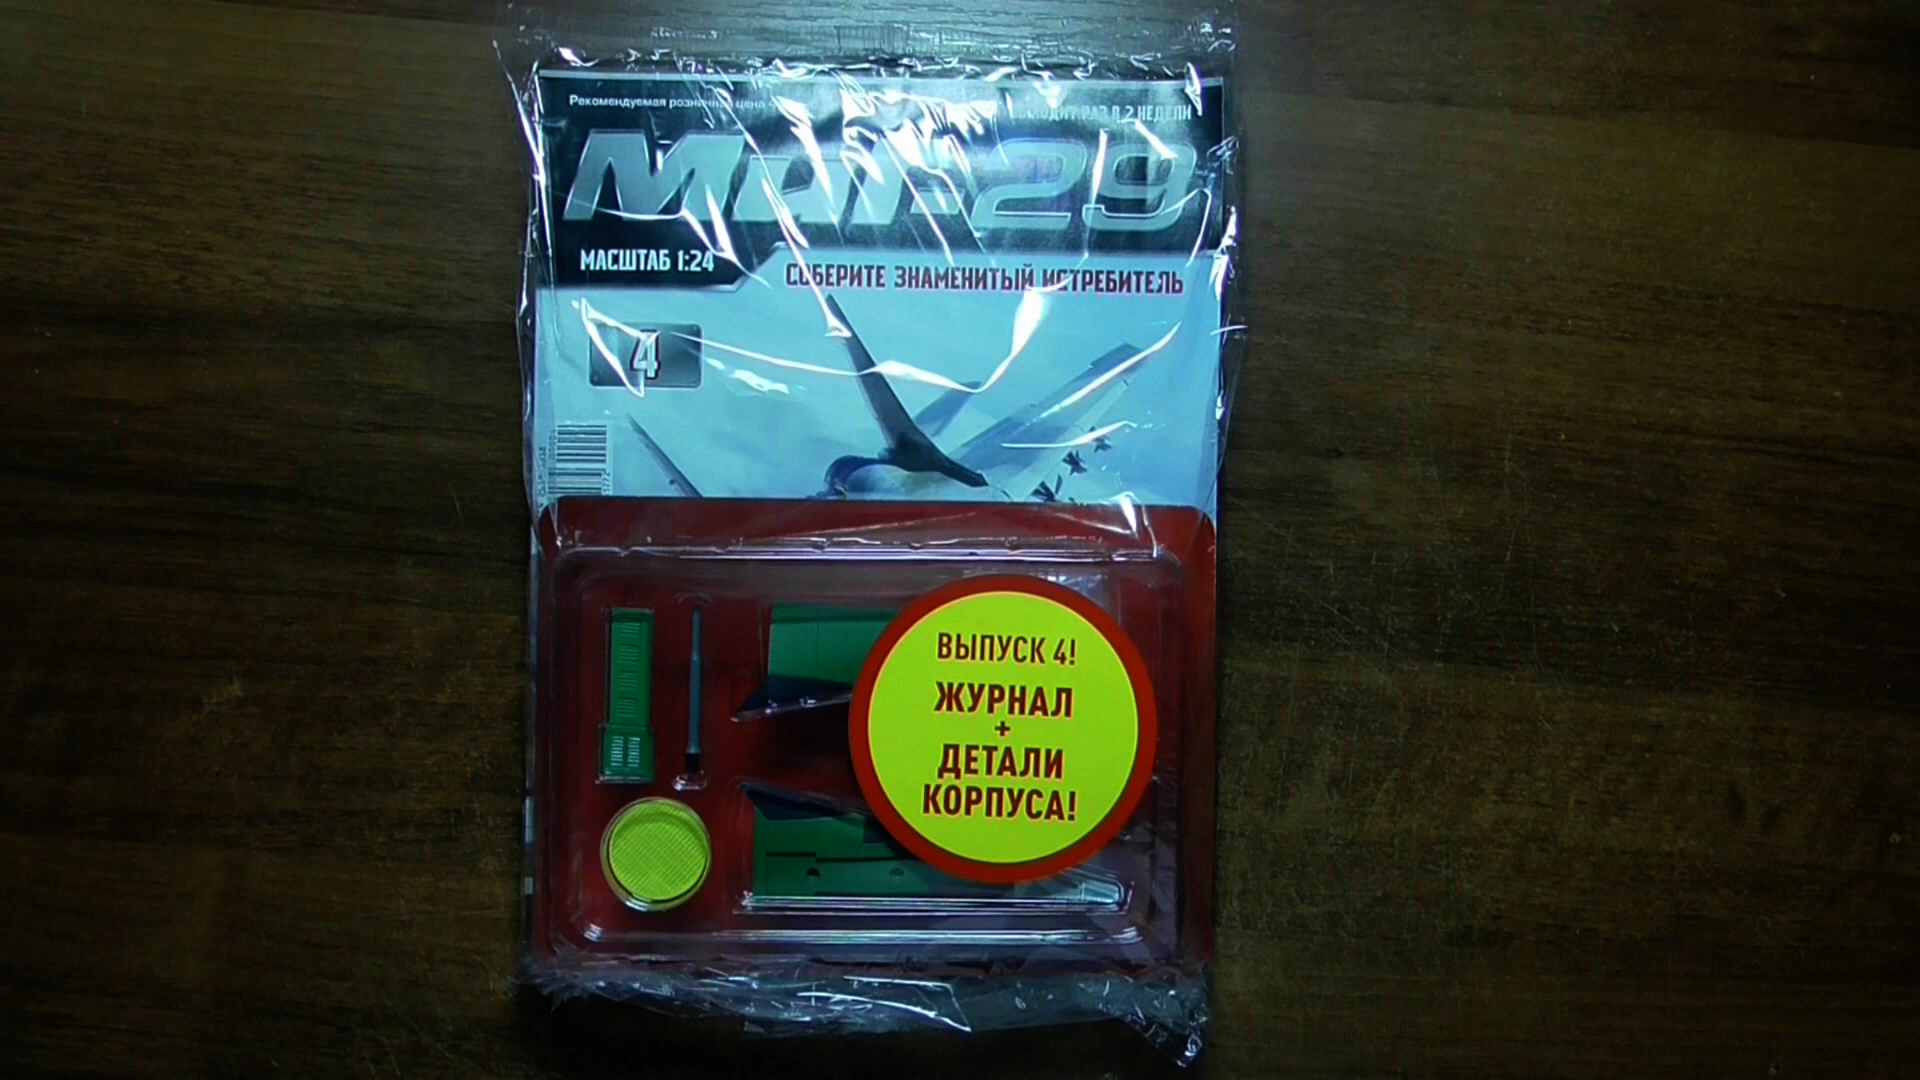 Рекомендуемая розничная цена
ВЫХОДИТ РАЗ В 2 НЕДЕЛИ
МиГ-29
МАСШТАБ 1:24
СОБЕРИТЕ ЗНАМЕНИТЫЙ ИСТРЕБИТЕЛЬ
4
ВЫПУСК 4!
ЖУРНАЛ
+
ДЕТАЛИ
КОРПУСА!